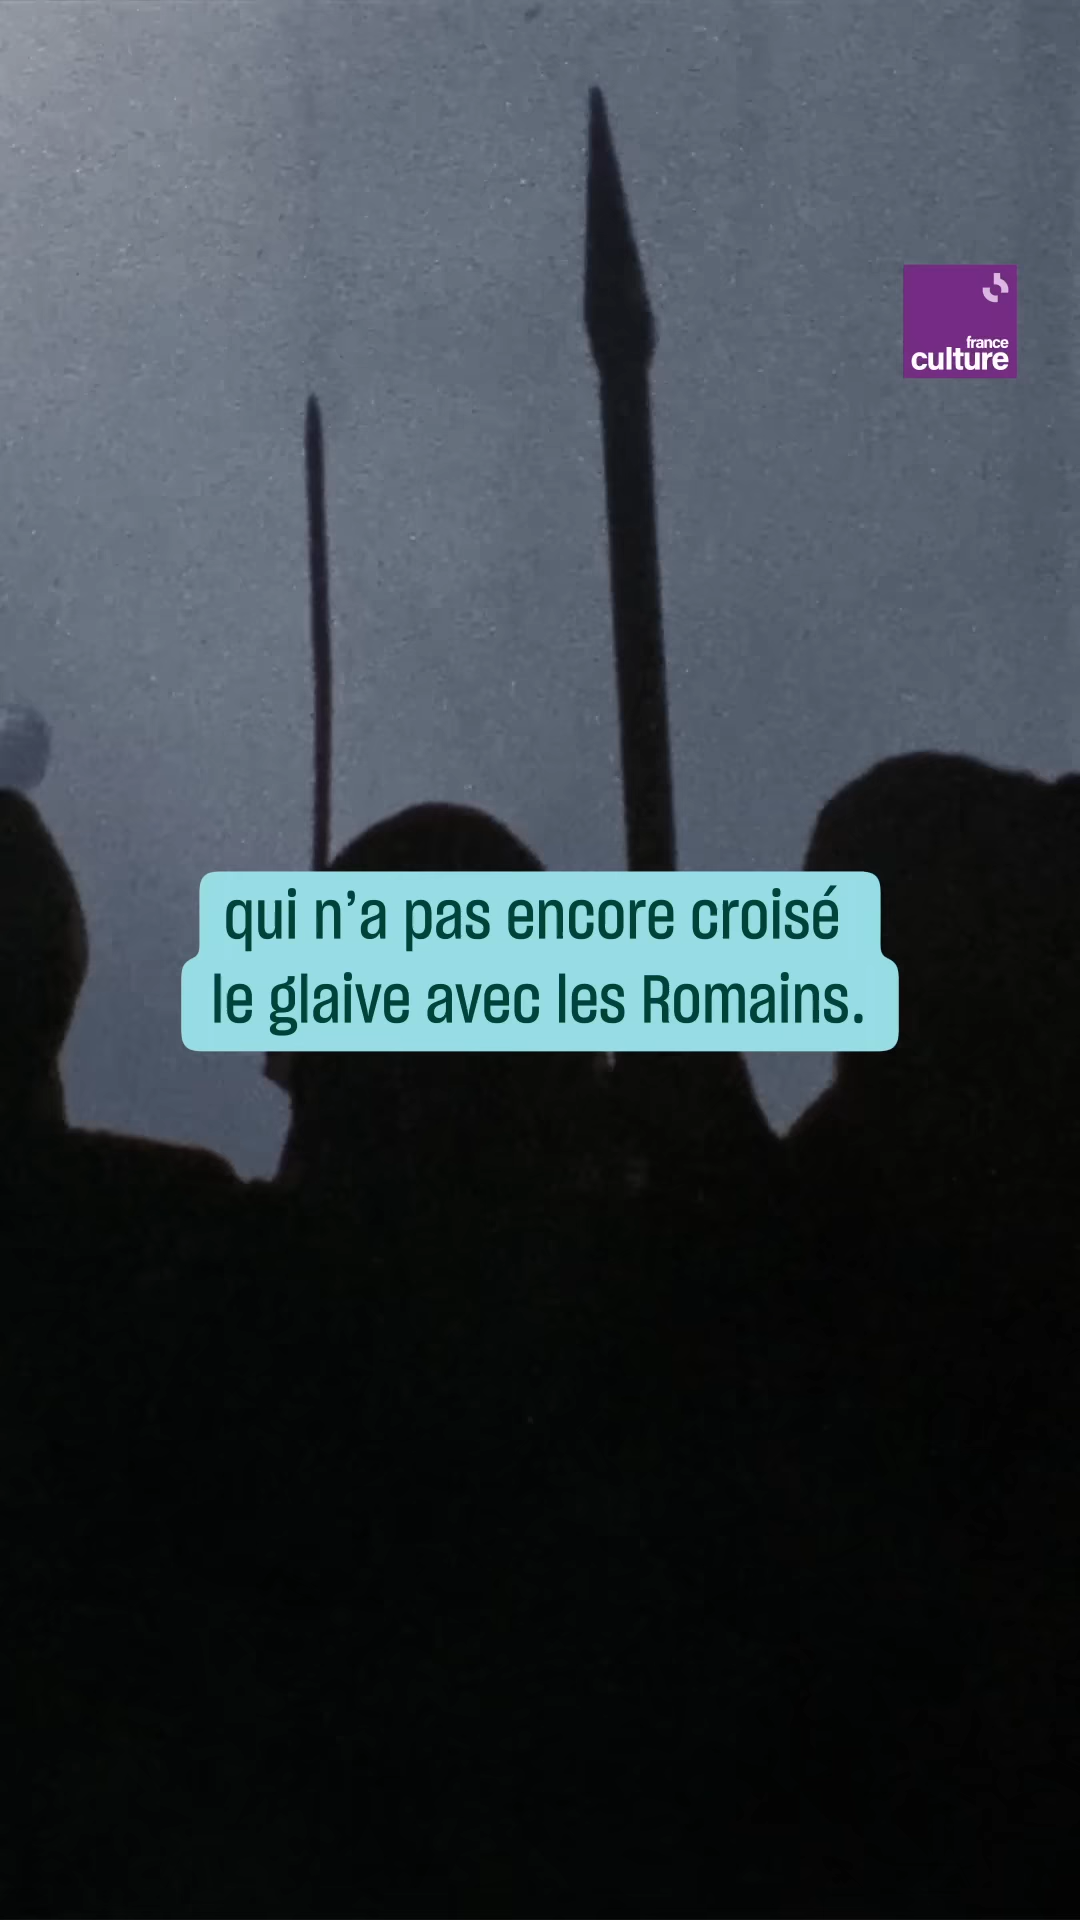 france
culture
qui n’a pas encore croisé
le glaive avec les Romains.